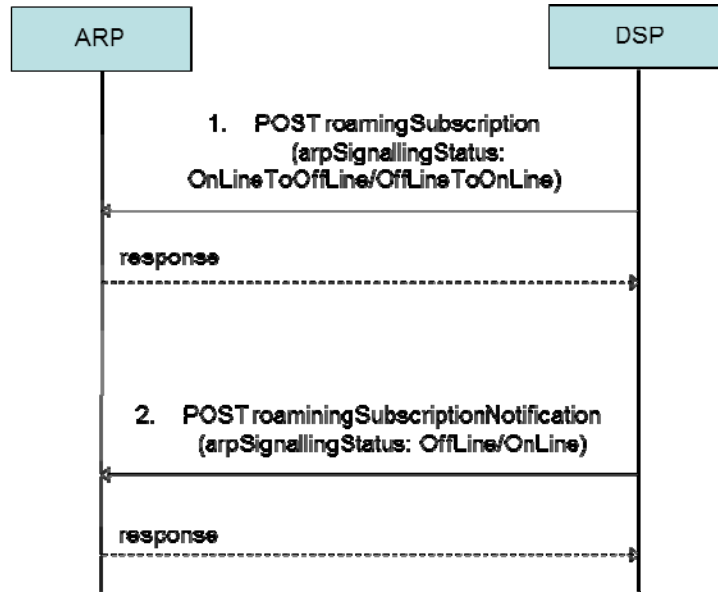 ARP
DSP
1. POST roamingSubscription
(arpSignallingStatus:
OnLineToOffLine/OffLineToOnLine)
response
2. POST roaminingSubscriptionNotification
(arpSignallingStatus: OffLine/OnLine)
response